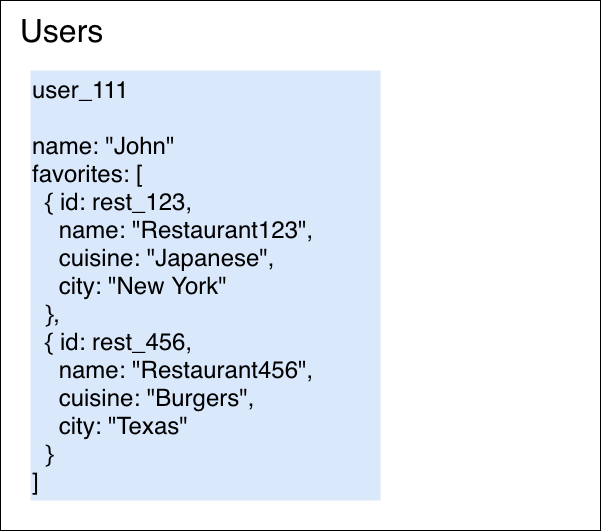 Users
user_111
name: "John"
favorites: [
{ id: rest_123,
name: "Restaurant123",
cuisine: "Japanese",
city: "New York"
},
{ id: rest_456,
name: "Restaurant456",
cuisine: "Burgers",
city: "Texas"
}
]